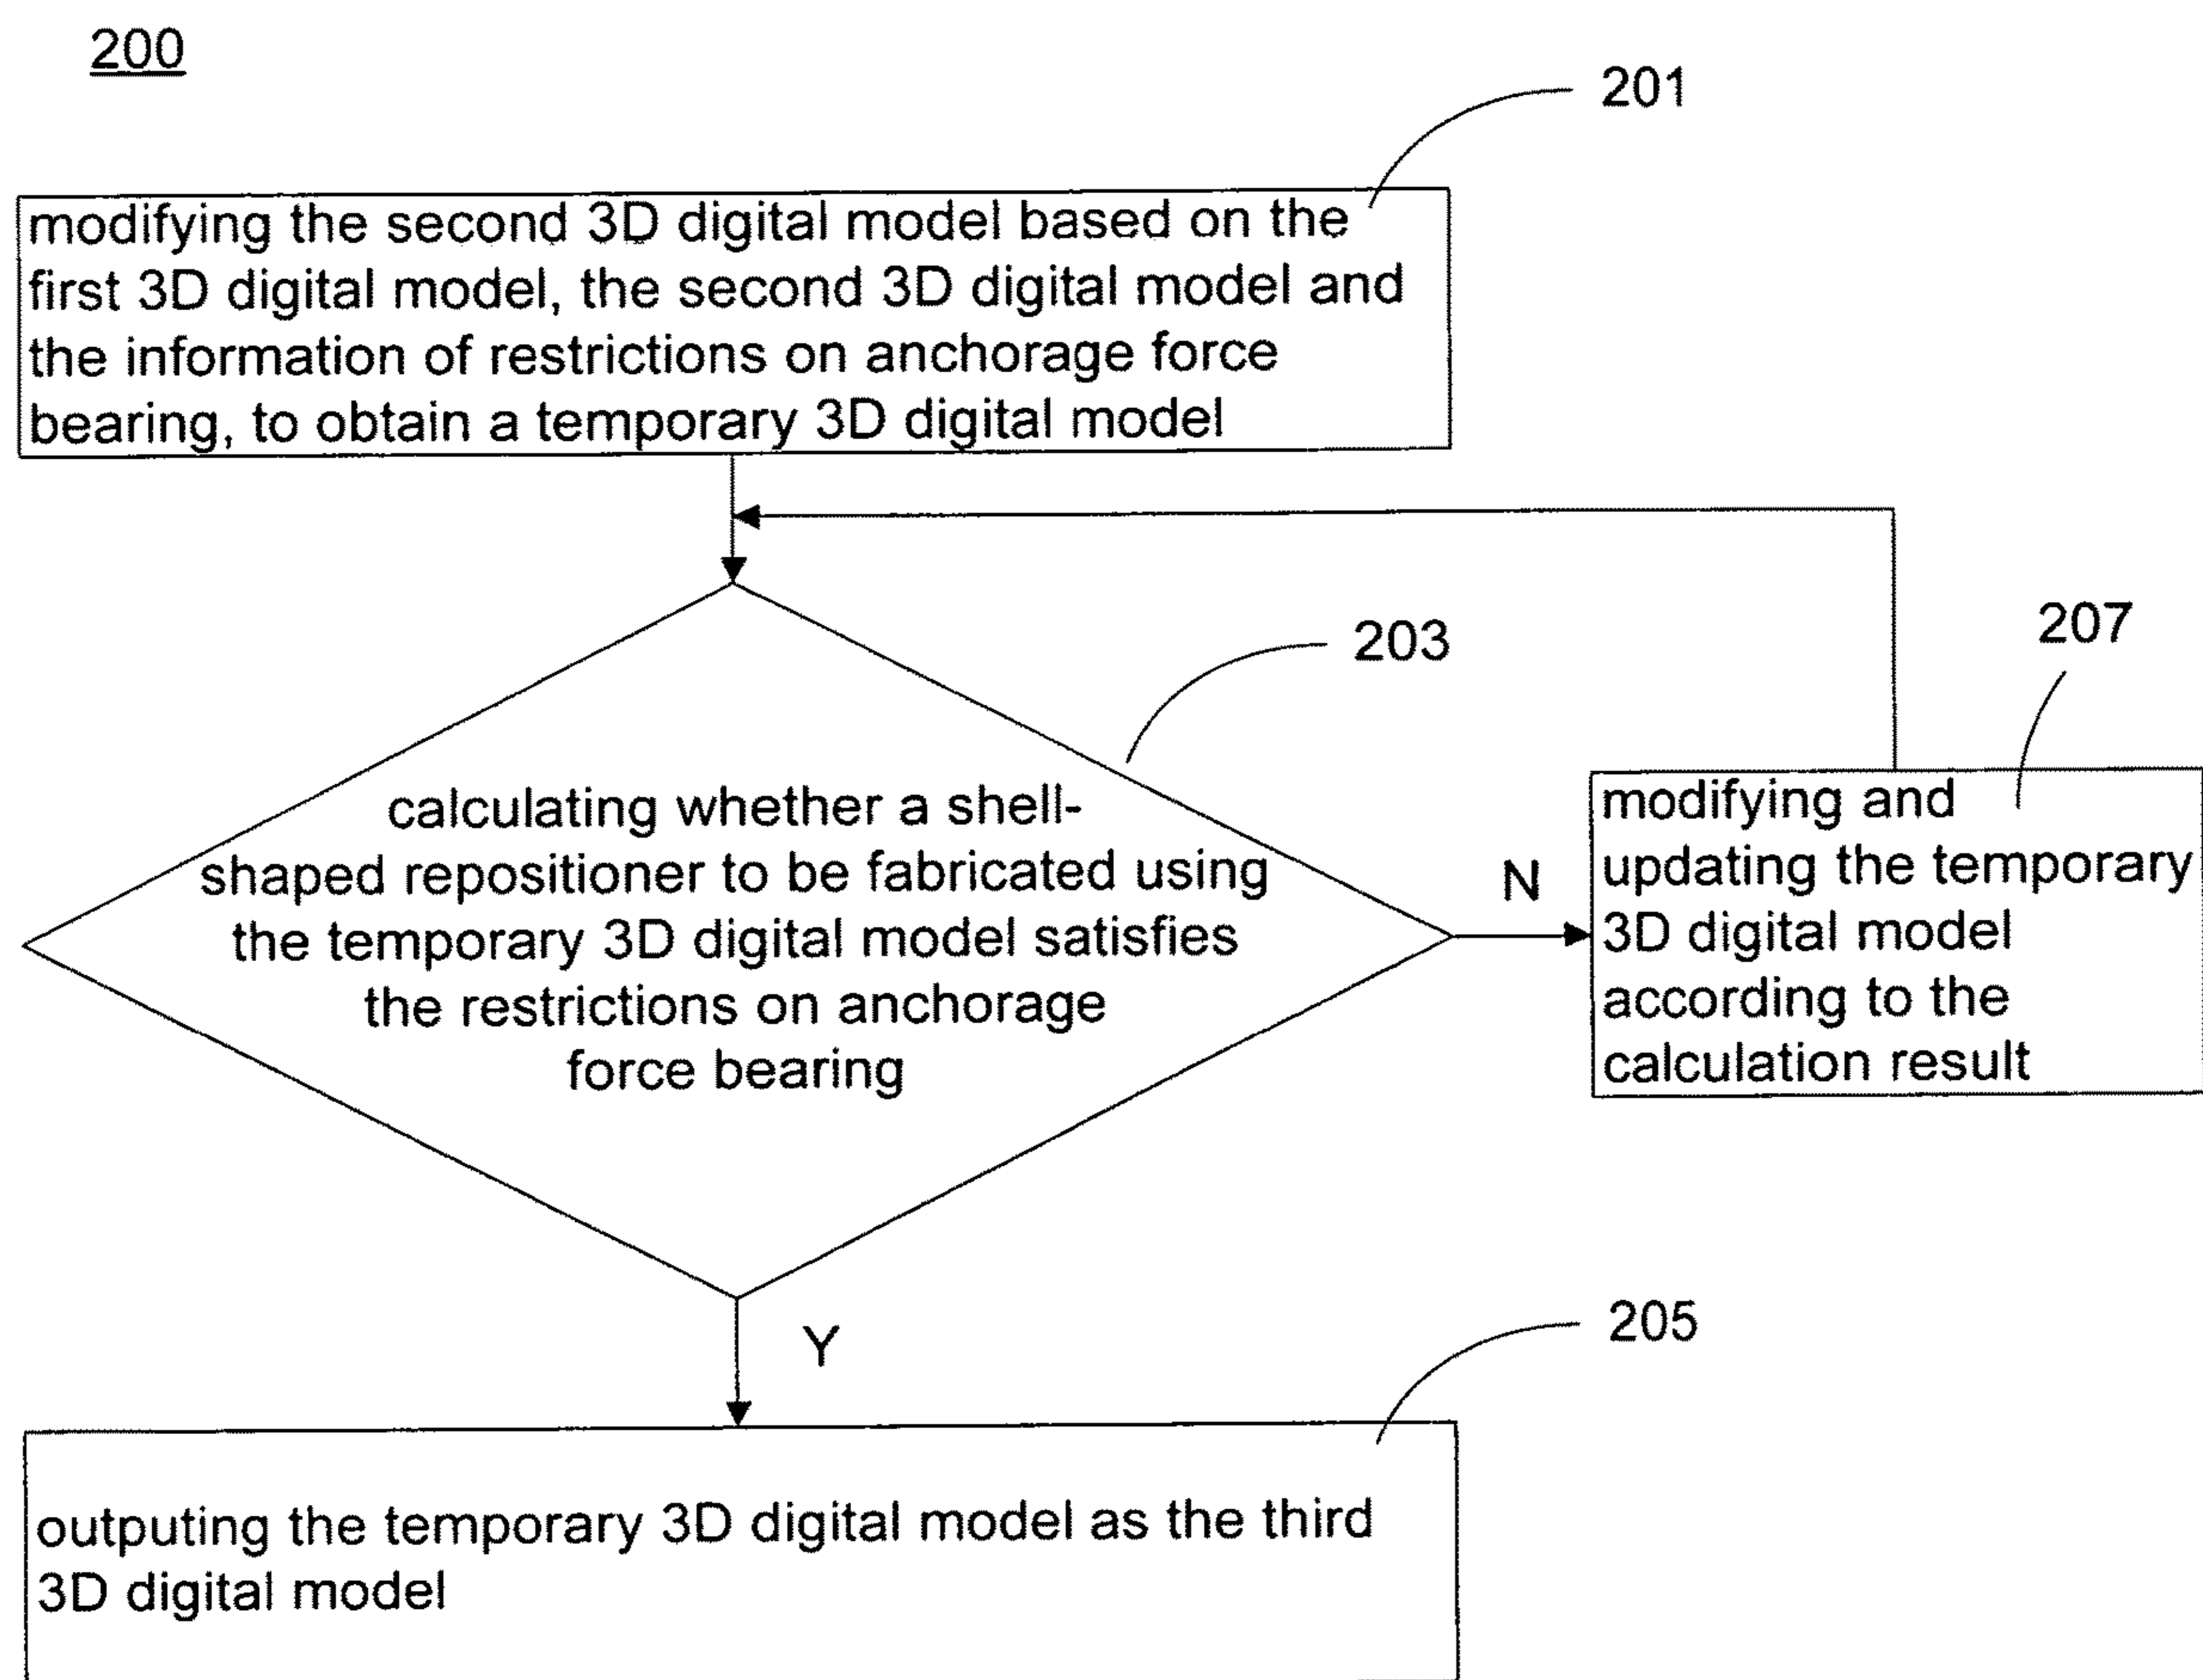 200
201
modifying the second 3D digital model based on the
first 3D digital model, the second 3D digital model and
the information of restrictions on anchorage force
bearing, to obtain a temporary 3D digital model
203
calculating whether a shell-
shaped repositioner to be fabricated using
the temporary 3D digital model satisfies
the restrictions on anchorage
force bearing
N
207
modifying and
updating the temporary
3D digital model
according to the
calculation result
Y
205
outputing the temporary 3D digital model as the third
3D digital model